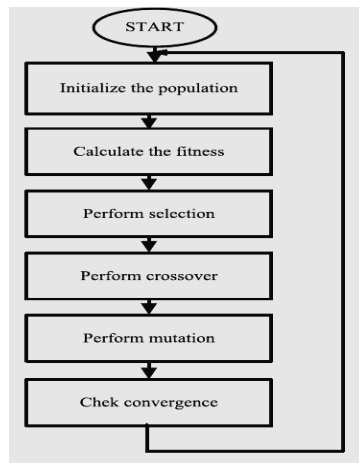 START
Initialize the population
Calculate the fitness
Perform selection
Perform crossover
Perform mutation
Chek convergence